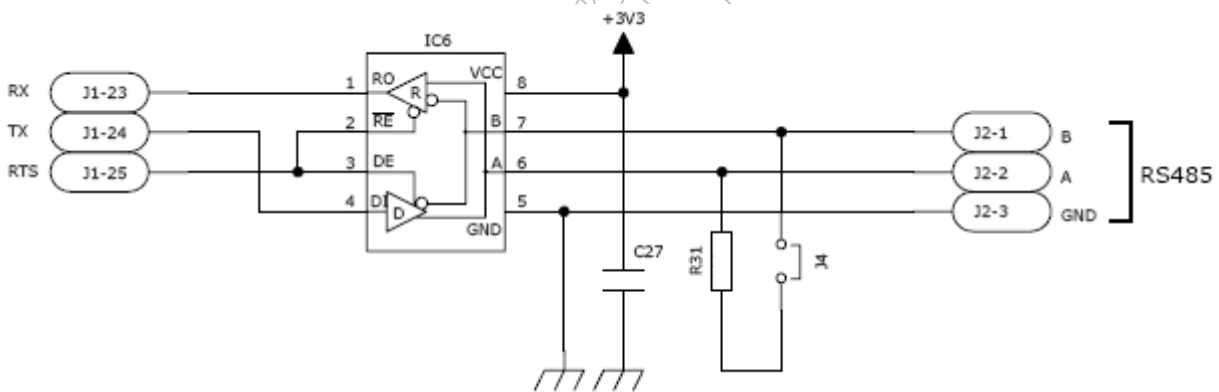 +3V3
IC6
RX J1-23 1 RO R VCC 8
TX J1-24 2 RE B 7 J2-1 B
RTS J1-25 3 DE A 6 J2-2 A RS485
4 DI D GND 5 J2-3 GND
C27
R31
J4